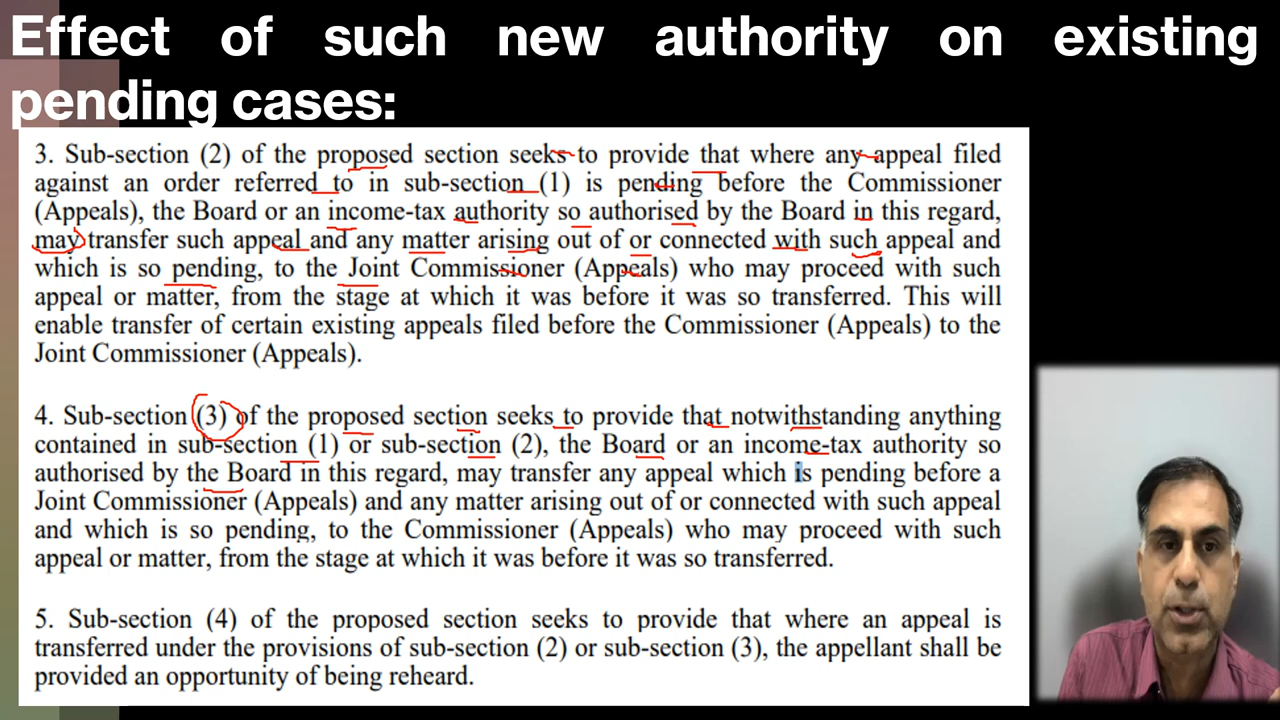 Effect of such new authority on existing
pending cases:
3. Sub-section (2) of the proposed section seeks to provide that where any appeal filed
against an order referred to in sub-section (1) is pending before the Commissioner
(Appeals), the Board or an income-tax authority so authorised by the Board in this regard,
may transfer such appeal and any matter arising out of or connected with such appeal and
which is so pending, to the Joint Commissioner (Appeals) who may proceed with such
appeal or matter, from the stage at which it was before it was so transferred. This will
enable transfer of certain existing appeals filed before the Commissioner (Appeals) to the
Joint Commissioner (Appeals).
4. Sub-section (3) of the proposed section seeks to provide that notwithstanding anything
contained in sub-section (1) or sub-section (2), the Board or an income-tax authority so
authorised by the Board in this regard, may transfer any appeal which is pending before a
Joint Commissioner (Appeals) and any matter arising out of or connected with such appeal
and which is so pending, to the Commissioner (Appeals) who may proceed with such
appeal or matter, from the stage at which it was before it was so transferred.
5. Sub-section (4) of the proposed section seeks to provide that where an appeal is
transferred under the provisions of sub-section (2) or sub-section (3), the appellant shall be
provided an opportunity of being reheard.